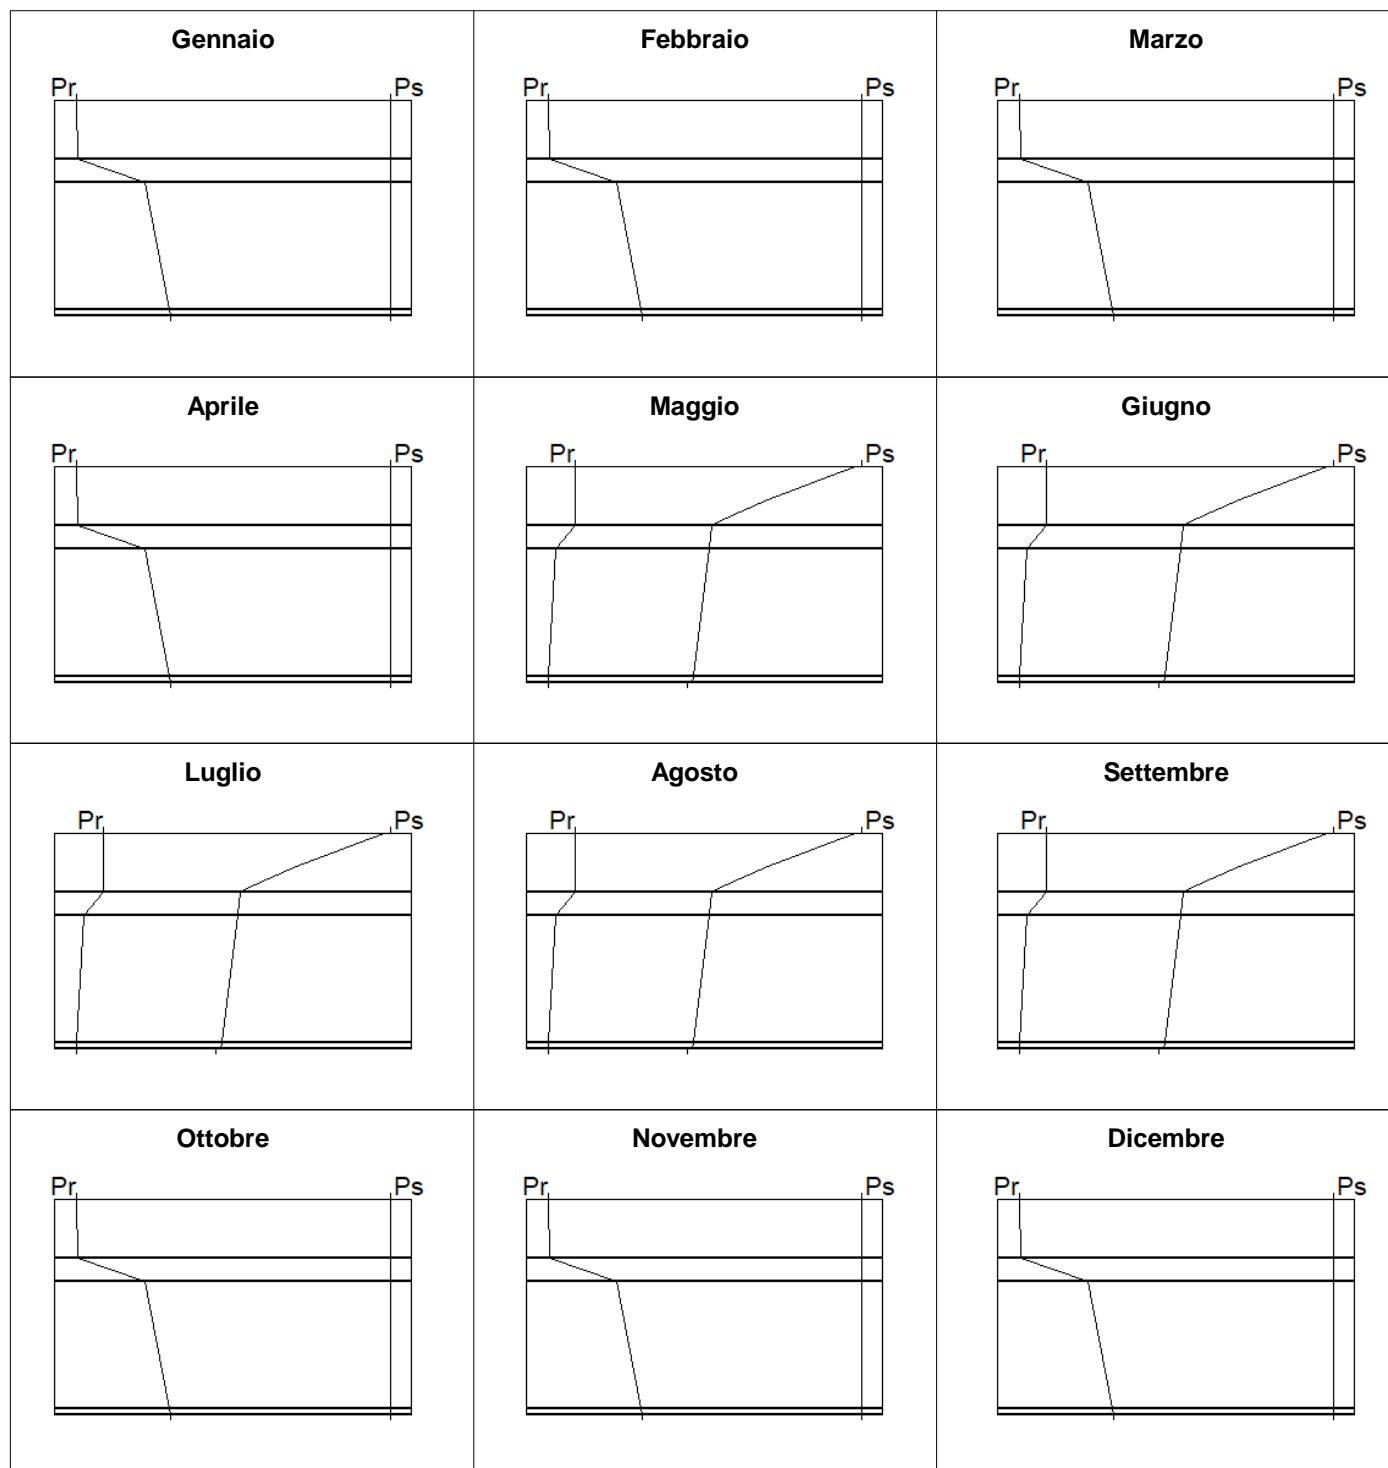 Gennaio Febbraio Marzo
Pr Ps Pr Ps Pr Ps
Aprile Maggio Giugno
Pr Ps Pr Ps Pr Ps
Luglio Agosto Settembre
Pr Ps Pr Ps Pr Ps
Ottobre Novembre Dicembre
Pr Ps Pr Ps Pr Ps